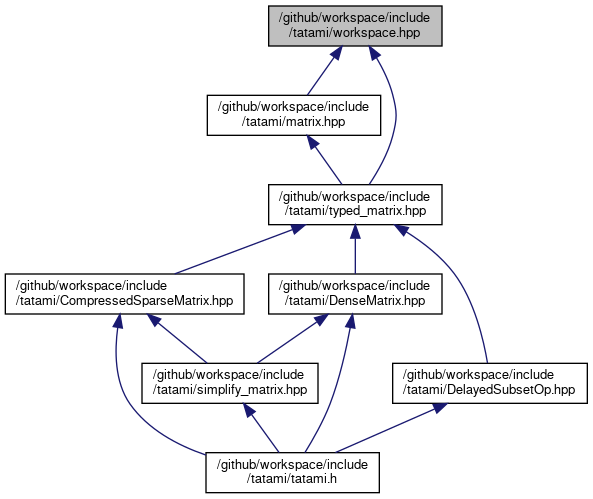 /github/workspace/include
/tatami/workspace.hpp
/github/workspace/include
/tatami/matrix.hpp
/github/workspace/include
/tatami/typed_matrix.hpp
/github/workspace/include
/tatami/CompressedSparseMatrix.hpp
/github/workspace/include
/tatami/DenseMatrix.hpp
/github/workspace/include
/tatami/simplify_matrix.hpp
/github/workspace/include
/tatami/DelayedSubsetOp.hpp
/github/workspace/include
/tatami/tatami.h